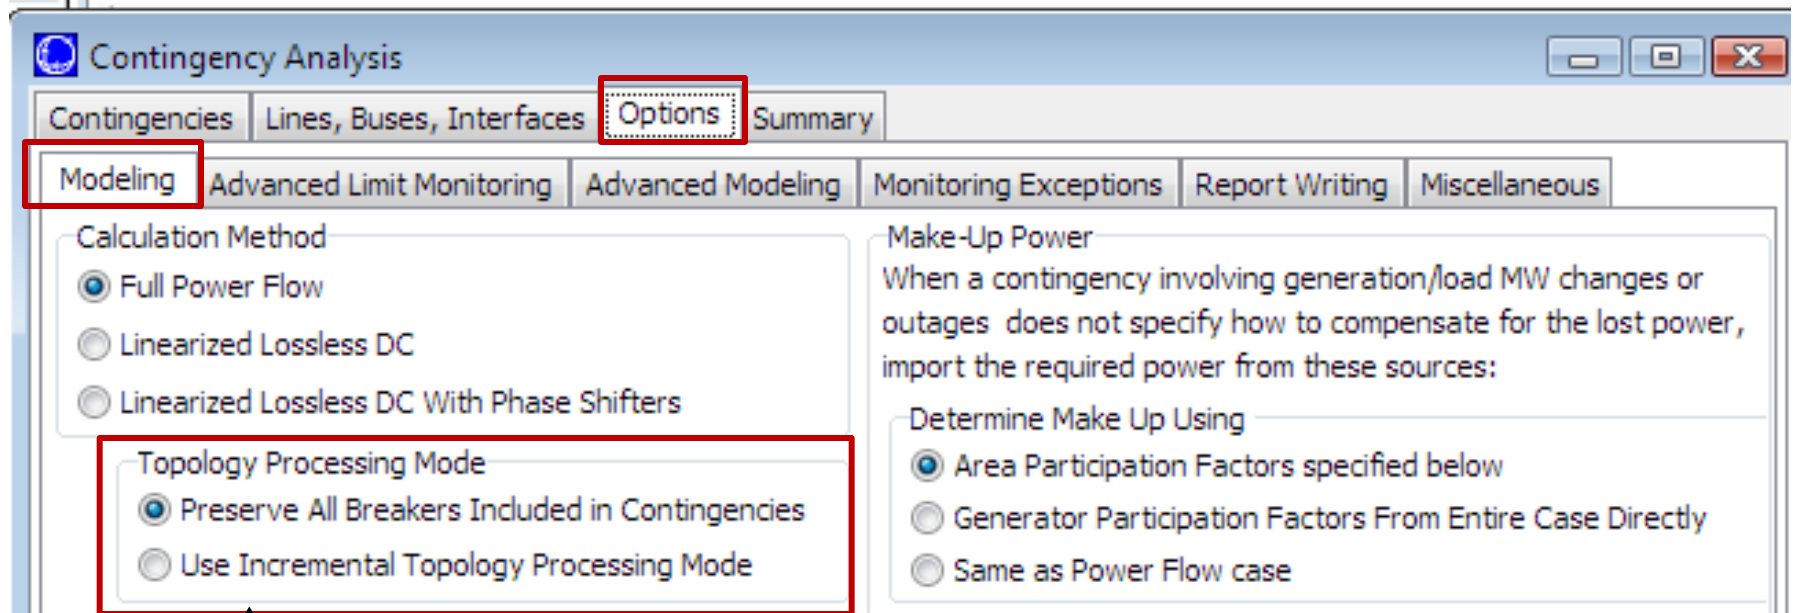 Contingency Analysis
Contingencies Lines, Buses, Interfaces Options Summary
Modeling Advanced Limit Monitoring Advanced Modeling Monitoring Exceptions Report Writing Miscellaneous
Calculation Method
Full Power Flow
Linearized Lossless DC
Linearized Lossless DC With Phase Shifters
Topology Processing Mode
Preserve All Breakers Included in Contingencies
Use Incremental Topology Processing Mode
Make-Up Power
When a contingency involving generation/load MW changes or
outages does not specify how to compensate for the lost power,
import the required power from these sources:
Determine Make Up Using
Area Participation Factors specified below
Generator Participation Factors From Entire Case Directly
Same as Power Flow case